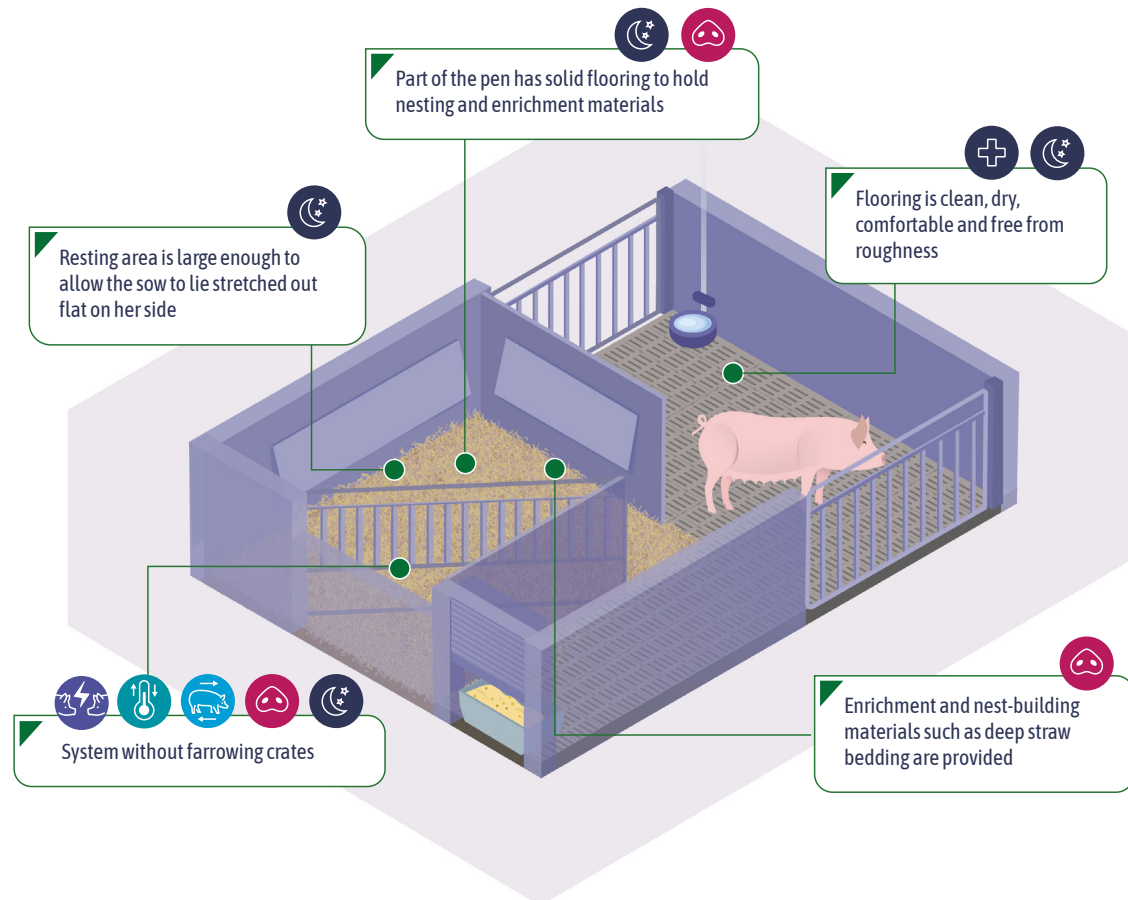 Part of the pen has solid flooring to hold
nesting and enrichment materials
Flooring is clean, dry,
comfortable and free from
roughness
Resting area is large enough to
allow the sow to lie stretched out
flat on her side
System without farrowing crates
Enrichment and nest-building
materials such as deep straw
bedding are provided